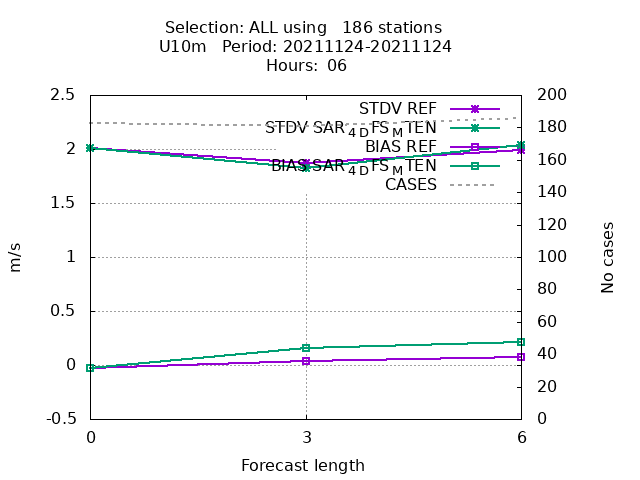 Selection: ALL using   186 stations
U10m   Period: 20211124-20211124
Hours: 06
2.5
2
1.5
1
0.5
0
-0.5
m/s
200
180
160
140
120
100
80
60
40
20
0
No cases
STDV REF
STDV SAR4DFSMTEN
BIAS REF
BIAS SAR4DFSMTEN
CASES
0 3 6
Forecast length